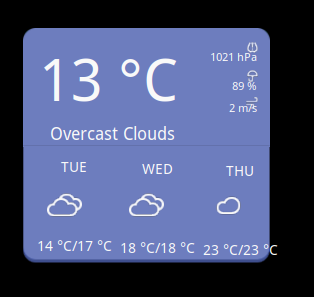 13 °C
1021 hPa
89 %
2 m/s
Overcast Clouds
TUE WED THU
14 °C/17 °C 18 °C/18 °C 23 °C/23 °C